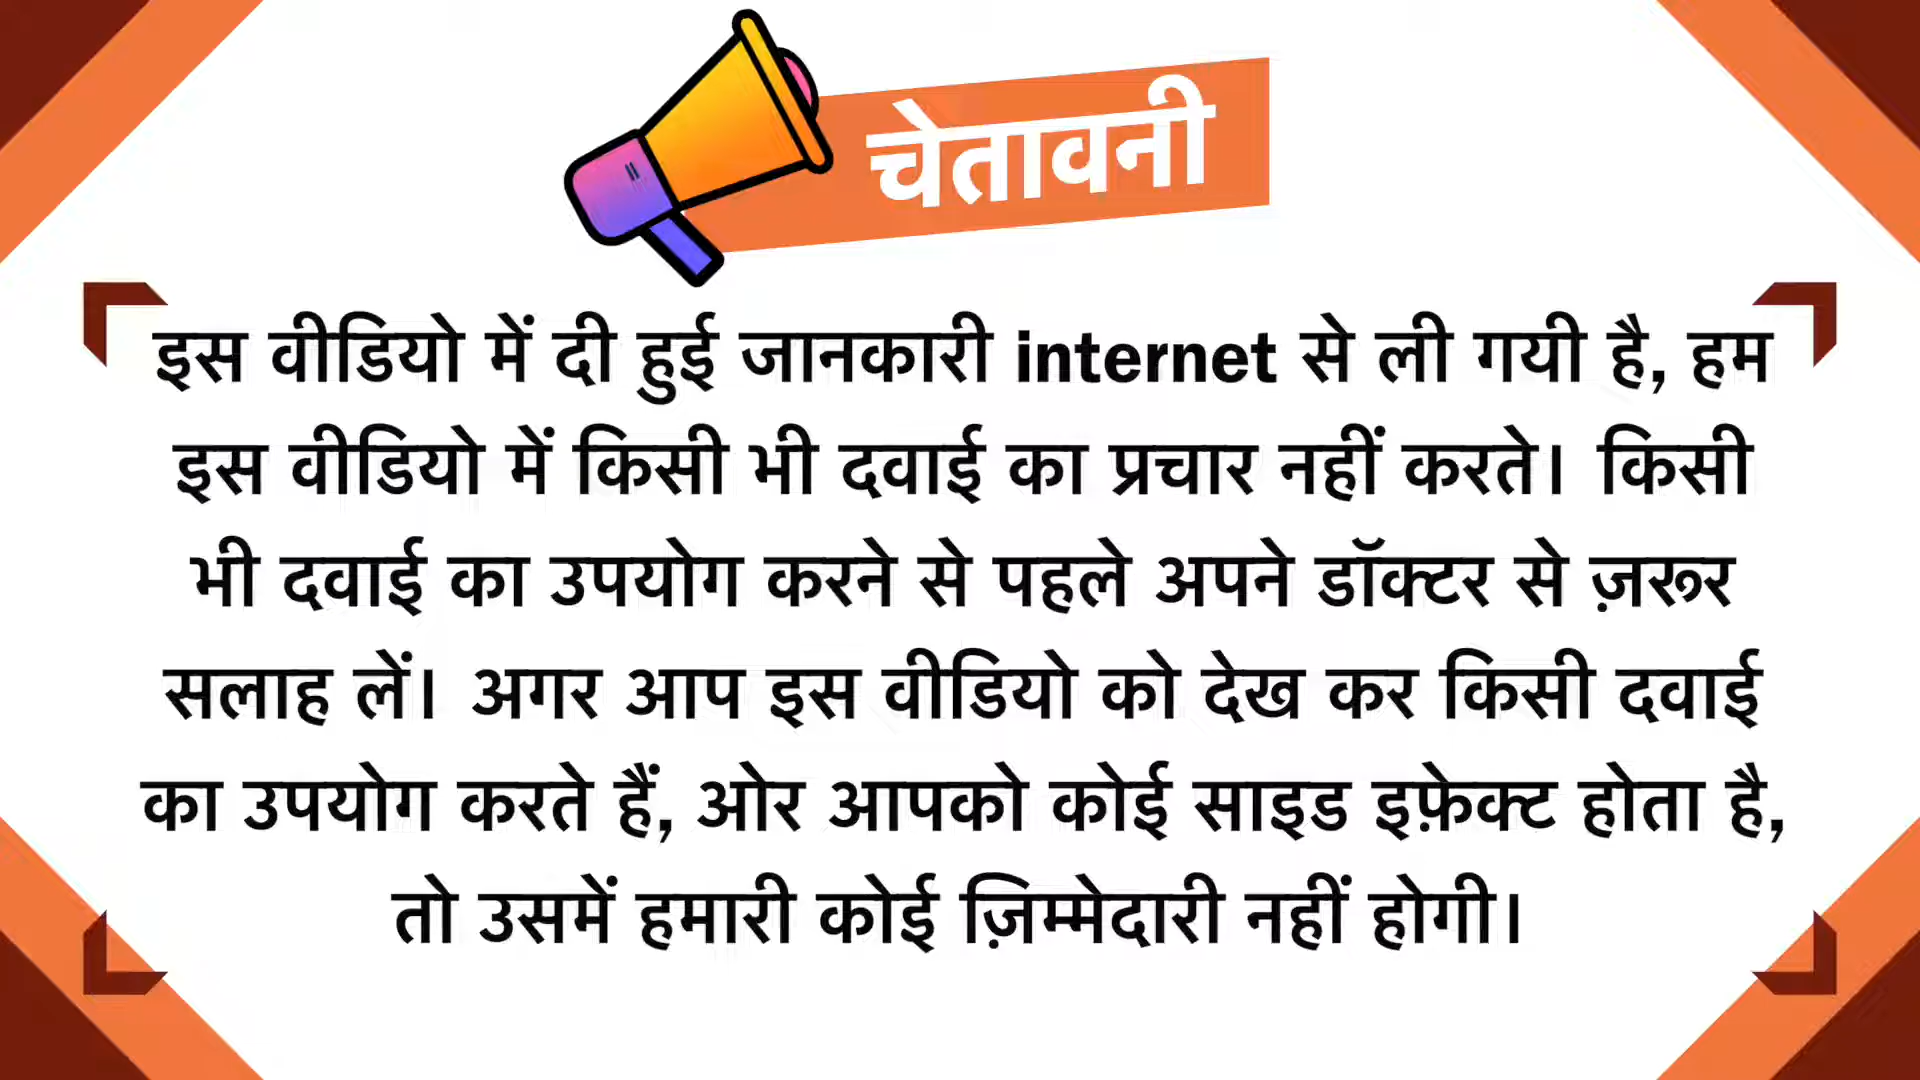 चेतावनी
इस वीडियो में दी हुई जानकारी internet से ली गयी है, हम
इस वीडियो में किसी भी दवाई का प्रचार नहीं करते। किसी
भी दवाई का उपयोग करने से पहले अपने डॉक्टर से ज़रूर
सलाह लें। अगर आप इस वीडियो को देख कर किसी दवाई
का उपयोग करते हैं, ओर आपको कोई साइड इफ़ेक्ट होता है,
तो उसमें हमारी कोई ज़िम्मेदारी नहीं होगी।